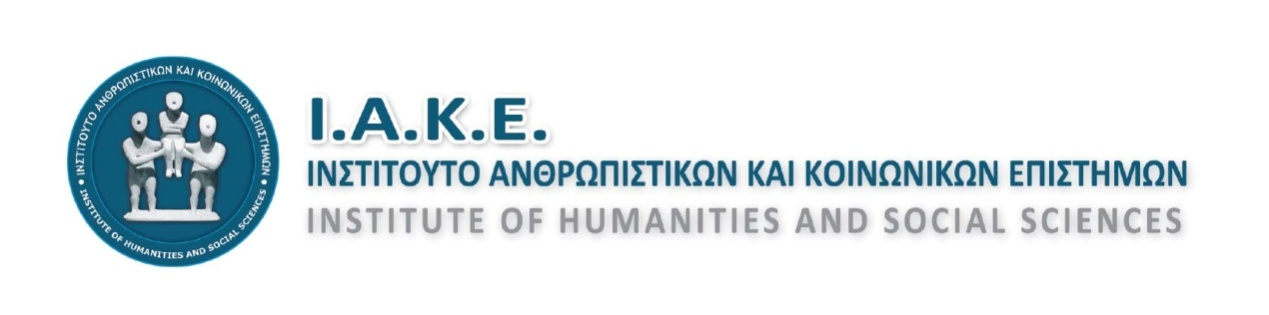 ΙΝΣΤΙΤΟΥΤΟ ΑΝΘΡΩΠΙΣΤΙΚΩΝ ΚΑΙ ΚΟΙΝΩΝΙΚΩΝ ΕΠΙΣΤΗΜΩΝ
INSTITUTE OF HUMANITIES AND SOCIAL SCIENCES
Ι.Α.Κ.Ε.
ΙΝΣΤΙΤΟΥΤΟ ΑΝΘΡΩΠΙΣΤΙΚΩΝ ΚΑΙ ΚΟΙΝΩΝΙΚΩΝ ΕΠΙΣΤΗΜΩΝ
INSTITUTE OF HUMANITIES AND SOCIAL SCIENCES